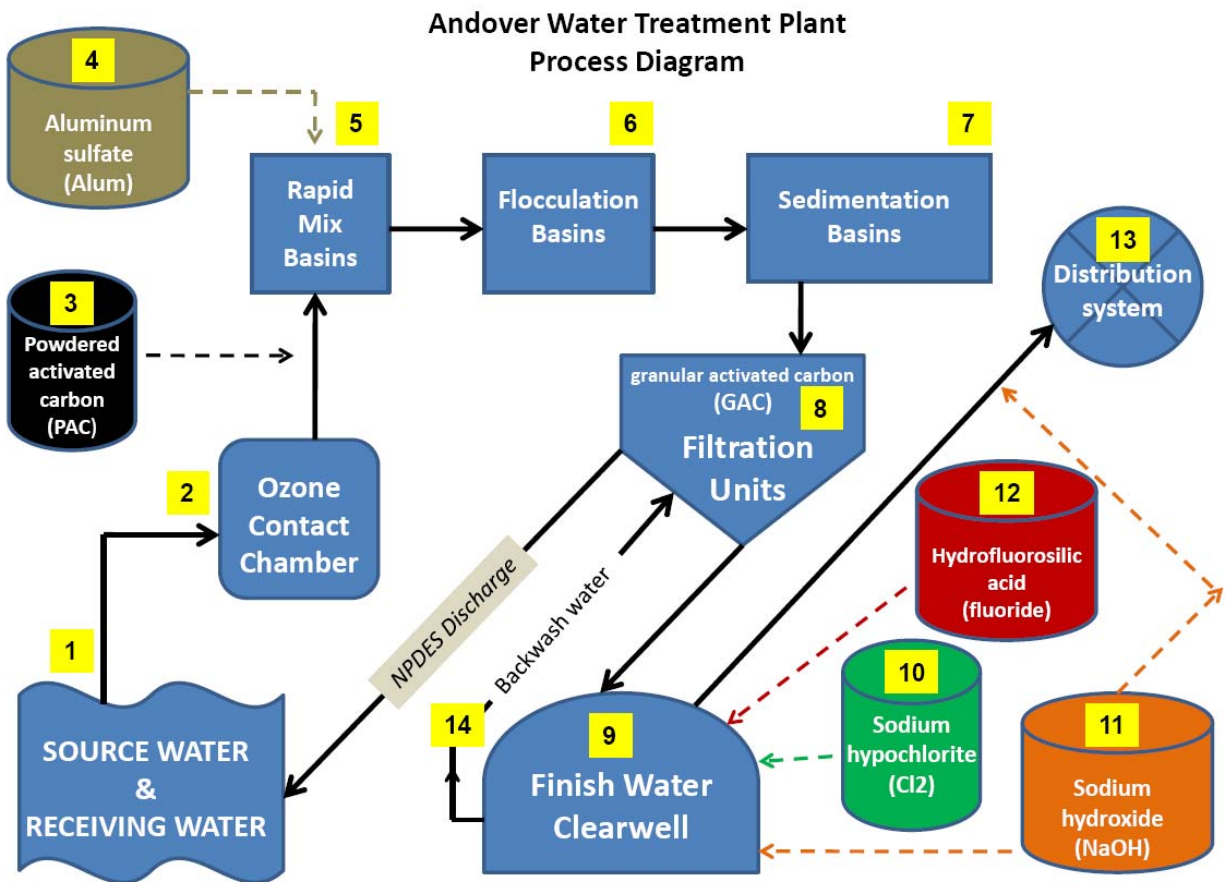 Andover Water Treatment Plant
Process Diagram
4
Aluminum
sulfate
(Alum)
5
Rapid
Mix
Basins
6
Flocculation
Basins
7
Sedimentation
Basins
13
Distribution
system
3
Powdered
activated
carbon
(PAC)
granular activated carbon
(GAC)
8
Filtration
Units
2
Ozone
Contact
Chamber
12
Hydrofluorosilic
acid
(fluoride)
NPDES Discharge
Backwash water
1
SOURCE WATER
&
RECEIVING WATER
14
9
Finish Water
Clearwell
10
Sodium
hypochlorite
(Cl2)
11
Sodium
hydroxide
(NaOH)